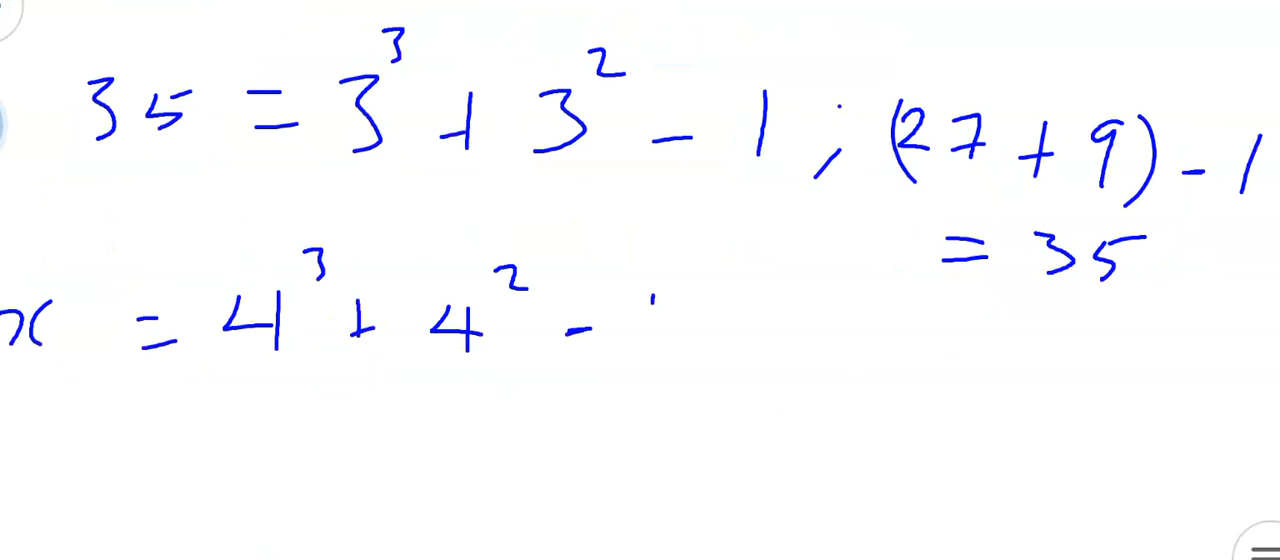 35 = 3³ + 3² - 1 ; (27 + 9) - 1
= 35
x = 4³ + 4² -